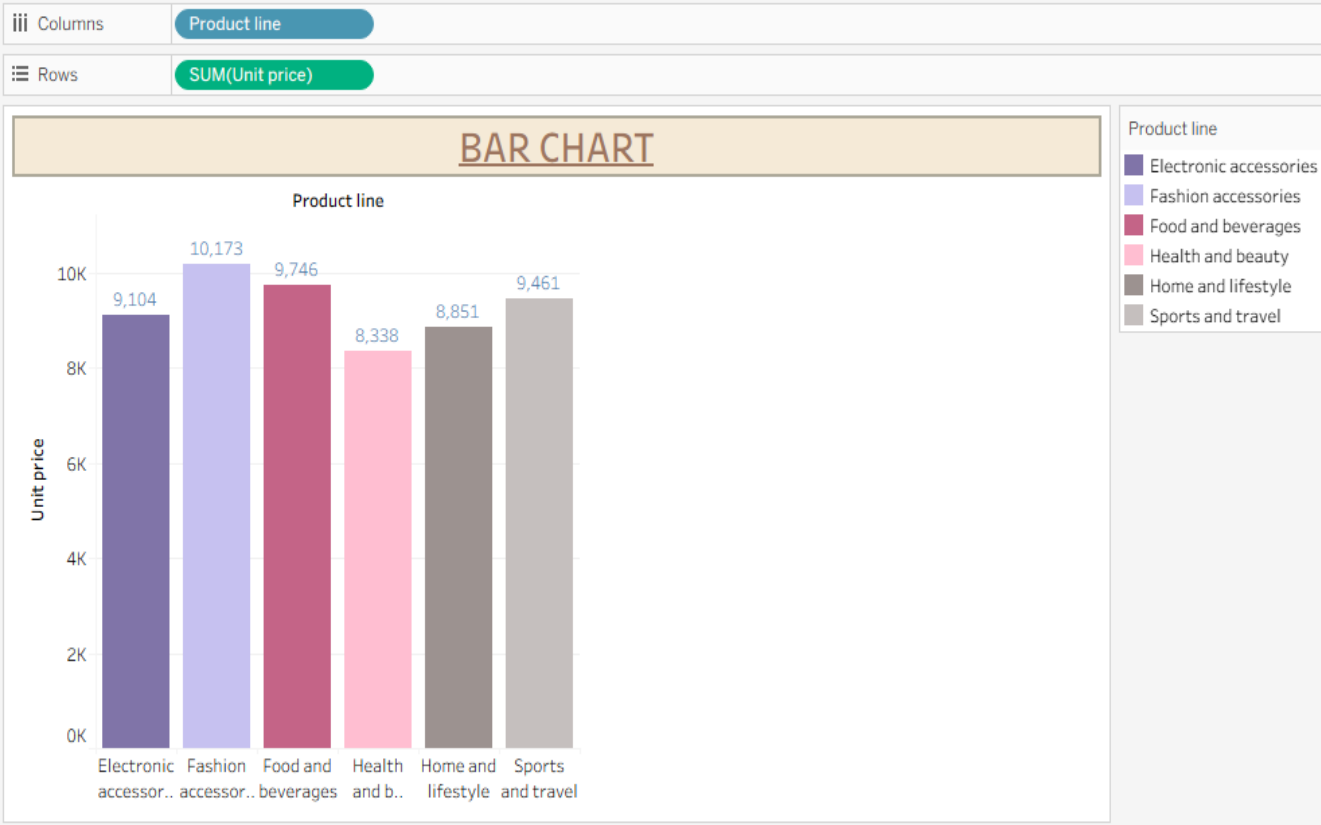 Columns
Product line
Rows
SUM(Unit price)
BAR CHART
Product line
10,173
9,746
9,461
9,104
8,851
8,338
10K
8K
6K
4K
2K
0K
Unit price
Electronic accessor..
Fashion accessor..
Food and beverages
Health and b..
Home and lifestyle
Sports and travel
Product line
Electronic accessories
Fashion accessories
Food and beverages
Health and beauty
Home and lifestyle
Sports and travel